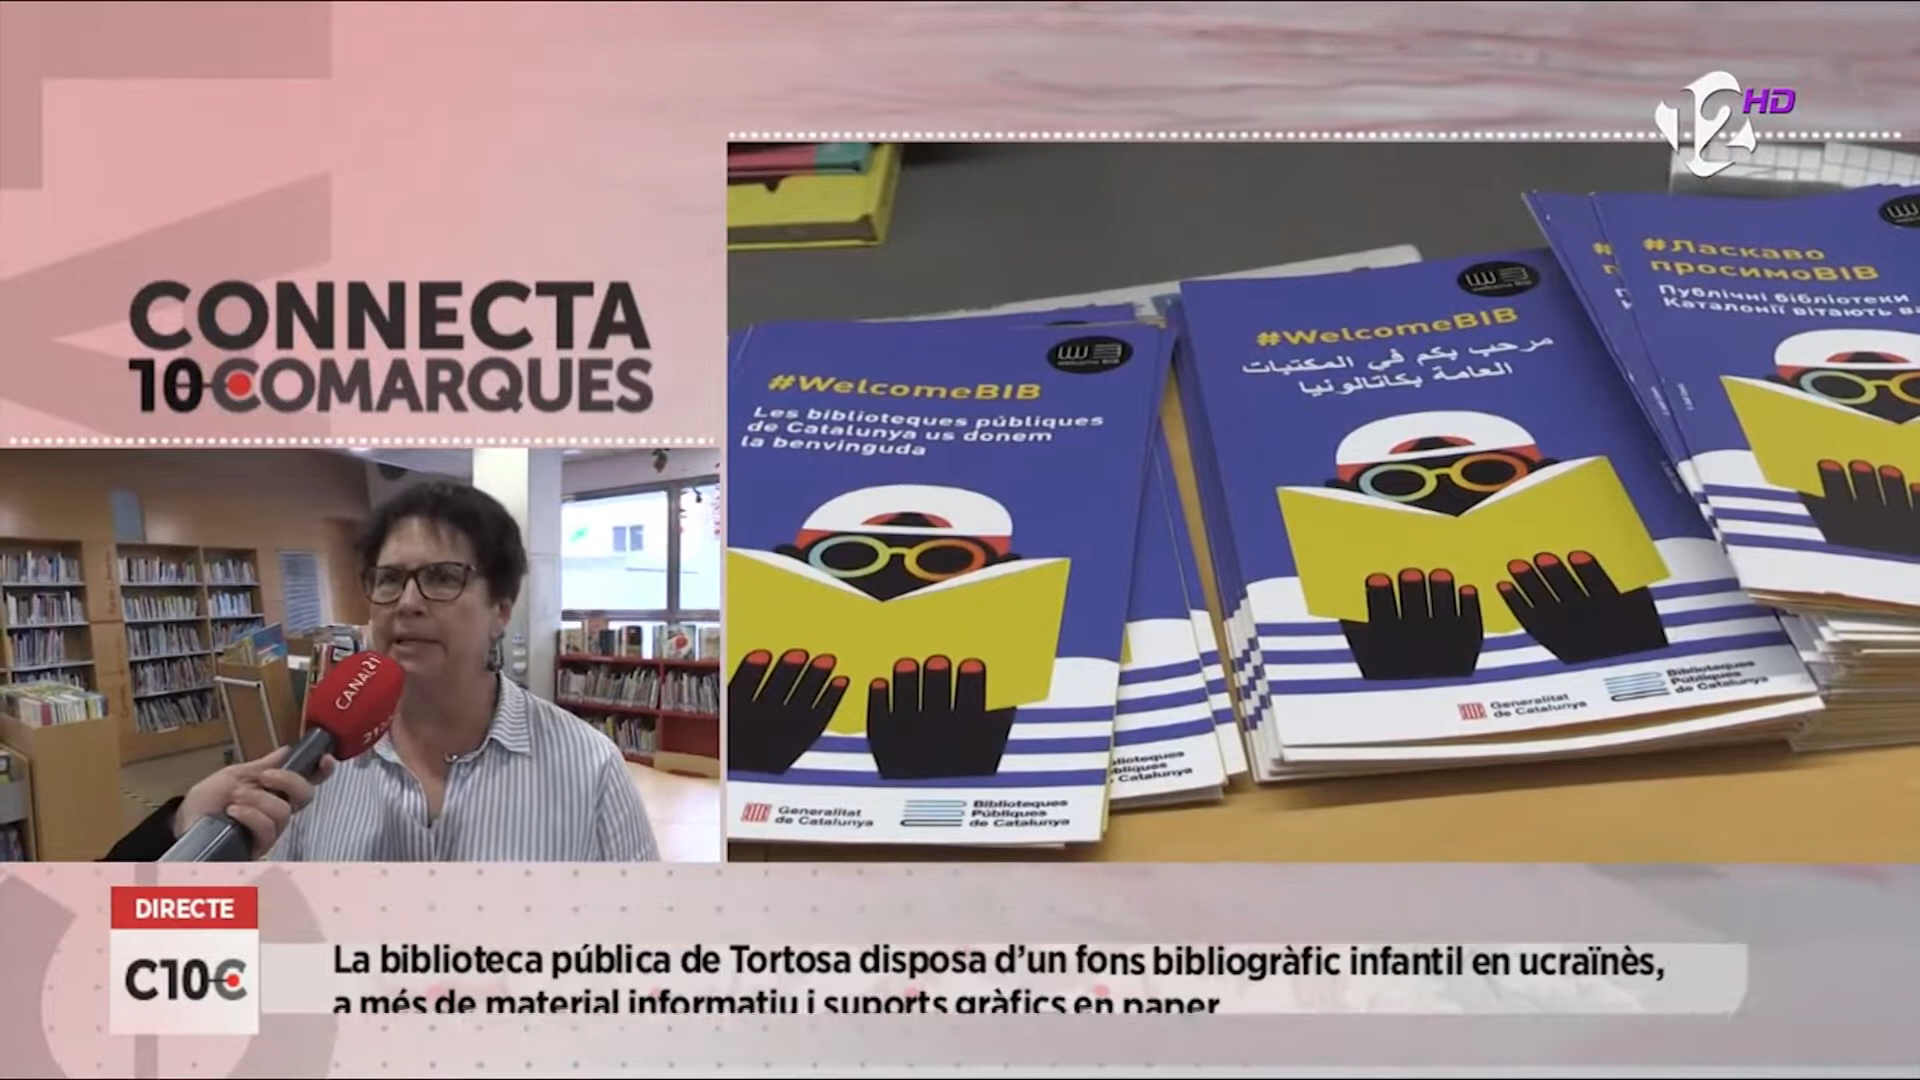 12 HD
CONNECTA
10 COMARQUES
CANAL 21
#WelcomeBIB
Les biblioteques públiques
de Catalunya us donem
la benvinguda
Generalitat
de Catalunya
Biblioteques
Públiques
de Catalunya
#WelcomeBIB
مرحب بكم في المكتبات
العامة بكاتالونيا
Generalitat
de Catalunya
Biblioteques
Públiques
de Catalunya
#Ласкаво
просимоBIB
Публічні бібліотеки
Каталонії вітають ва
DIRECTE
C10C
La biblioteca pública de Tortosa disposa d'un fons bibliogràfic infantil en ucraïnès,
a més de material informatiu i suports gràfics en paper